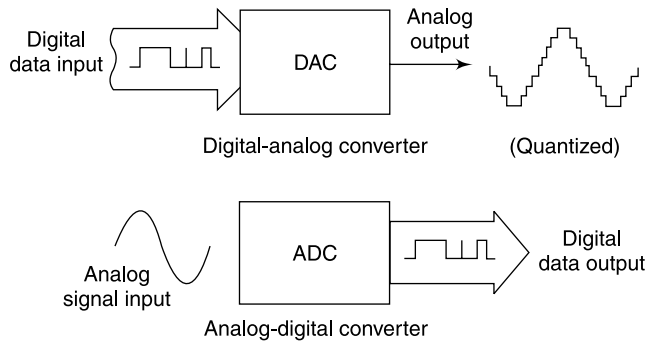 Digital
data input
DAC
Analog
output
Digital-analog converter
(Quantized)
Analog
signal input
ADC
Digital
data output
Analog-digital converter